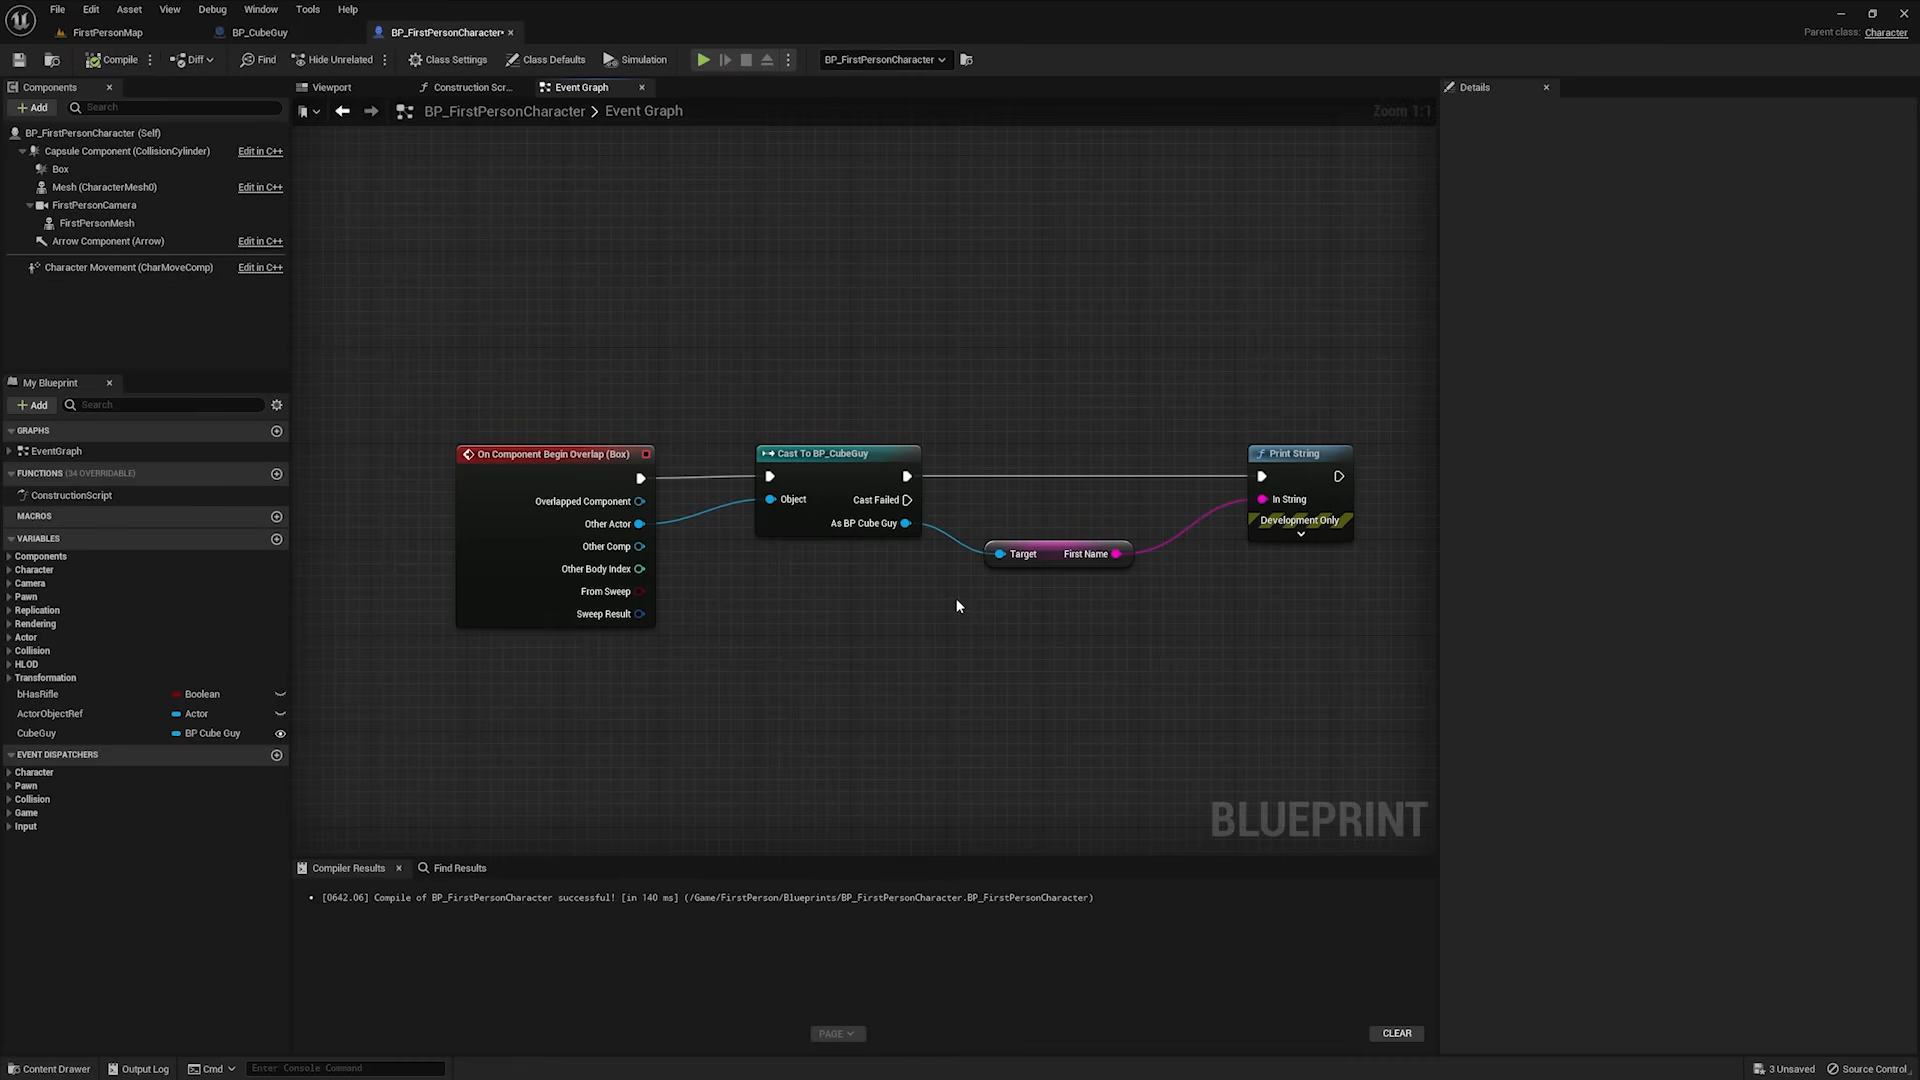 File Edit Asset View Debug Window Tools Help
FirstPersonMap BP_CubeGuy BP_FirstPersonCharacter•
Parent class: Character
Compile Diff Find Hide Unrelated Class Settings Class Defaults Simulation BP_FirstPersonCharacter
Components Viewport Construction Scr... Event Graph Details
Add Search
BP_FirstPersonCharacter > Event Graph Zoom 1:1
BP_FirstPersonCharacter (Self)
Capsule Component (CollisionCylinder) Edit in C++
Box
Mesh (CharacterMesh0) Edit in C++
FirstPersonCamera
FirstPersonMesh
Arrow Component (Arrow) Edit in C++
Character Movement (CharMoveComp) Edit in C++
My Blueprint
Add Search
GRAPHS
EventGraph
FUNCTIONS (34 OVERRIDABLE)
ConstructionScript
MACROS
VARIABLES
Components
Character
Camera
Pawn
Replication
Rendering
Actor
Collision
HLOD
Transformation
bHasRifle Boolean
ActorObjectRef Actor
CubeGuy BP Cube Guy
EVENT DISPATCHERS
Character
Pawn
Collision
Game
Input
On Component Begin Overlap (Box)
Overlapped Component
Other Actor
Other Comp
Other Body Index
From Sweep
Sweep Result
Cast To BP_CubeGuy
Object Cast Failed
As BP Cube Guy
Target First Name
Print String
In String
Development Only
BLUEPRINT
Compiler Results Find Results
• [0642.06] Compile of BP_FirstPersonCharacter successful! [in 140 ms] (/Game/FirstPerson/Blueprints/BP_FirstPersonCharacter.BP_FirstPersonCharacter)
PAGE CLEAR
Content Drawer Output Log Cmd Enter Console Command 3 Unsaved Source Control